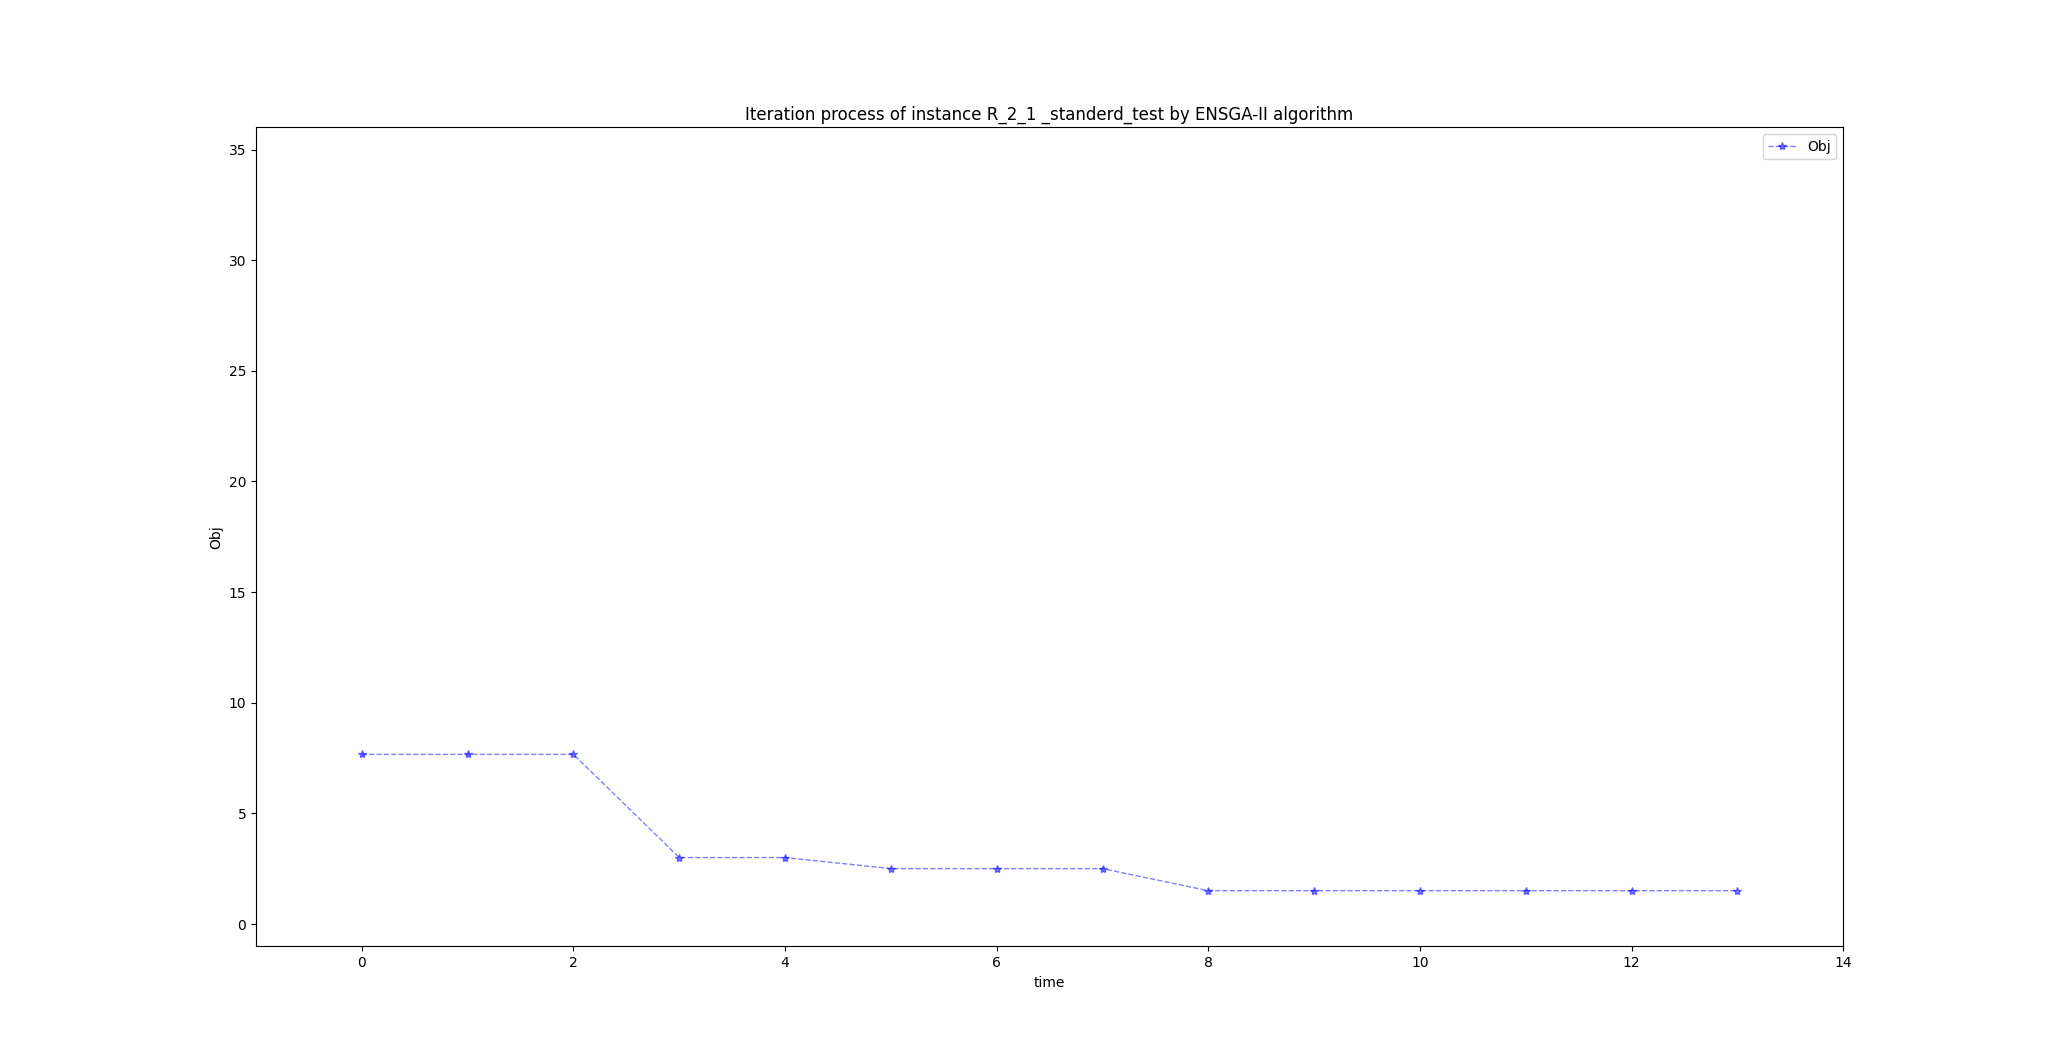 Iteration process of instance R_2_1 _standerd_test by ENSGA-II algorithm
Obj
35
30
25
20
15
10
5
0
Obj
0 2 4 6 8 10 12 14
time